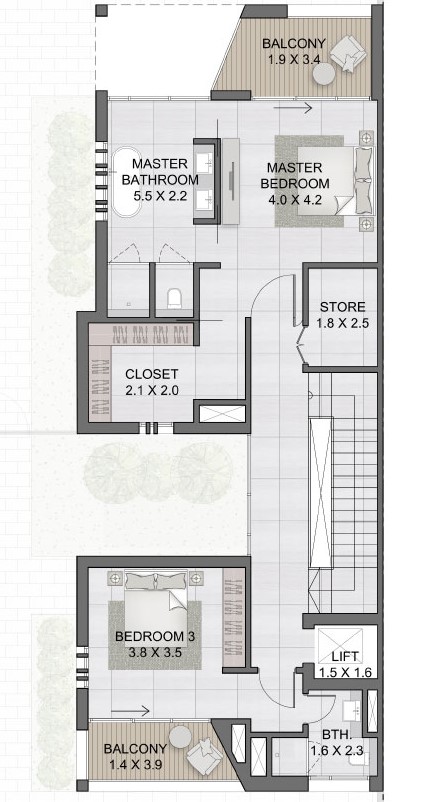 BALCONY
1.9 X 3.4
MASTER
BATHROOM
5.5 X 2.2
MASTER
BEDROOM
4.0 X 4.2
STORE
1.8 X 2.5
CLOSET
2.1 X 2.0
BEDROOM 3
3.8 X 3.5
LIFT
1.5 X 1.6
BTH.
1.6 X 2.3
BALCONY
1.4 X 3.9